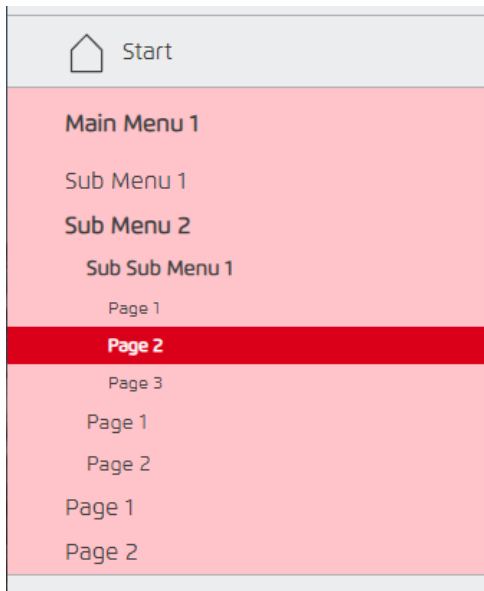 Start
Main Menu 1
Sub Menu 1
Sub Menu 2
Sub Sub Menu 1
Page 1
Page 2
Page 3
Page 1
Page 2
Page 1
Page 2